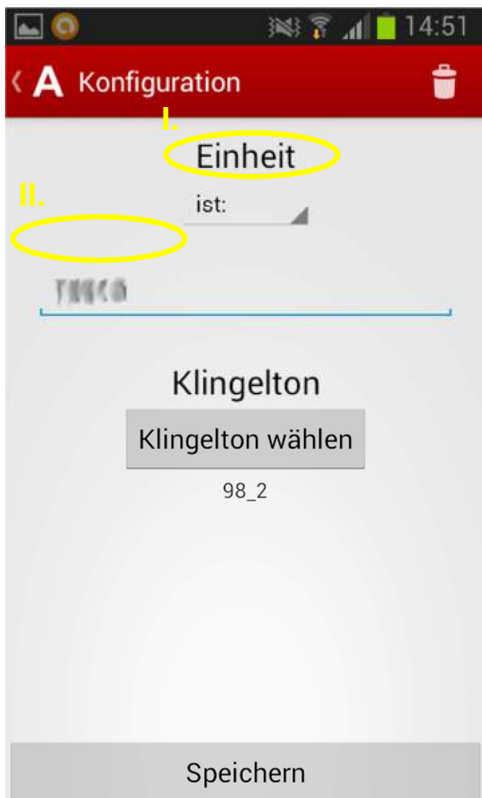 14:51
A Konfiguration
I.
Einheit
II.
ist:
Klingelton
Klingelton wählen
98_2
Speichern